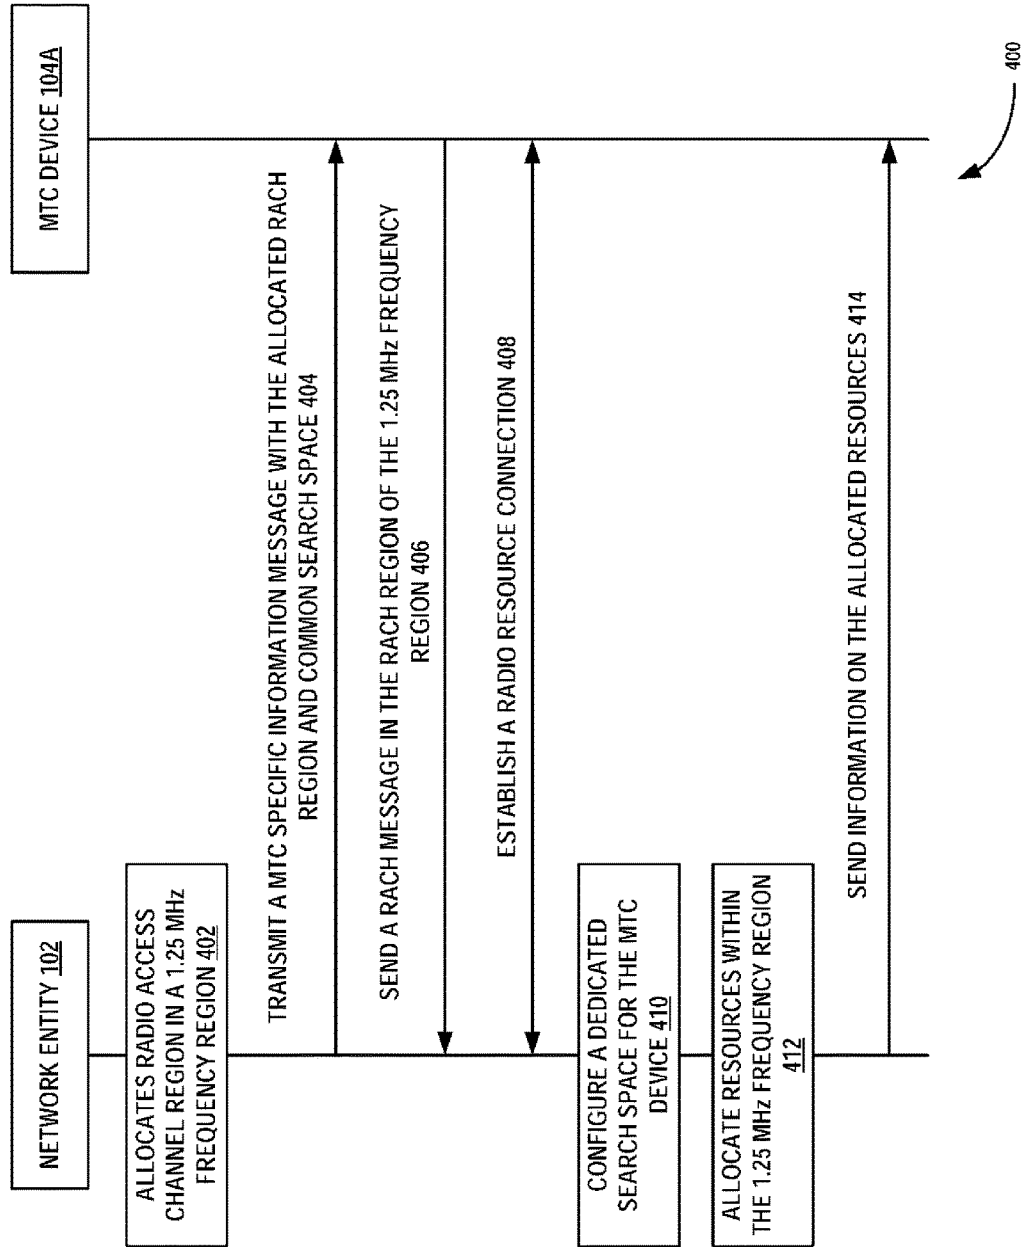 NETWORK ENTITY 102
MTC DEVICE 104A
ALLOCATES RADIO ACCESS
CHANNEL REGION IN A 1.25 MHz
FREQUENCY REGION 402
TRANSMIT A MTC SPECIFIC INFORMATION MESSAGE WITH THE ALLOCATED RACH
REGION AND COMMON SEARCH SPACE 404
SEND A RACH MESSAGE IN THE RACH REGION OF THE 1.25 MHz FREQUENCY
REGION 406
ESTABLISH A RADIO RESOURCE CONNECTION 408
CONFIGURE A DEDICATED
SEARCH SPACE FOR THE MTC
DEVICE 410
ALLOCATE RESOURCES WITHIN
THE 1.25 MHz FREQUENCY REGION
412
SEND INFORMATION ON THE ALLOCATED RESOURCES 414
400